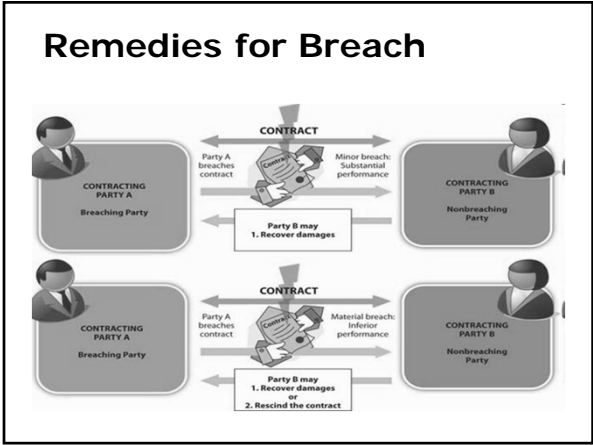 Remedies for Breach
CONTRACT
Party A
breaches
contract
Contract
Minor breach:
Substantial
performance
CONTRACTING
PARTY A
Breaching Party
CONTRACTING
PARTY B
Nonbreaching
Party
Party B may
1. Recover damages
CONTRACT
Party A
breaches
contract
Contract
Material breach:
Inferior
performance
CONTRACTING
PARTY A
Breaching Party
CONTRACTING
PARTY B
Nonbreaching
Party
Party B may
1. Recover damages
or
2. Rescind the contract